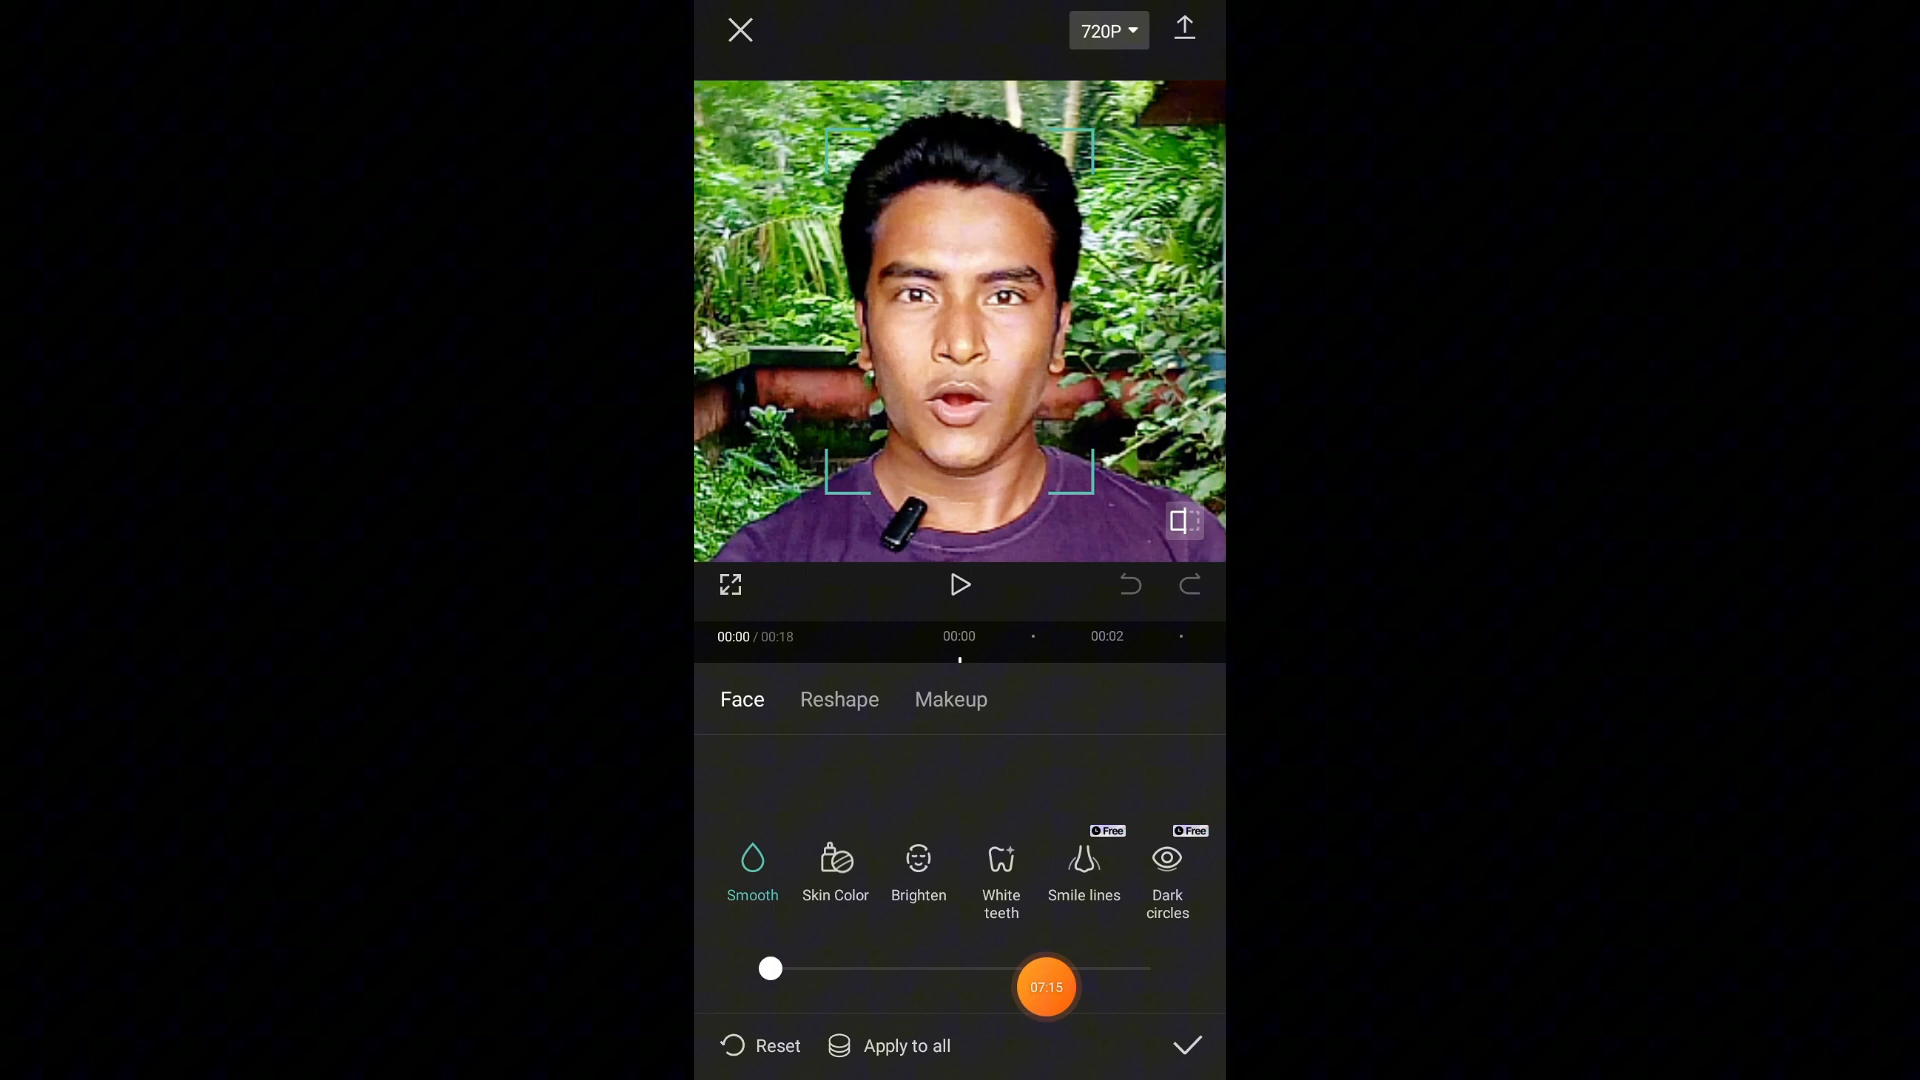 720P
00:00 / 00:18
00:00
00:02
Face
Reshape
Makeup
Free
Free
Smooth
Skin Color
Brighten
White
teeth
Smile lines
Dark
circles
07:15
Reset
Apply to all